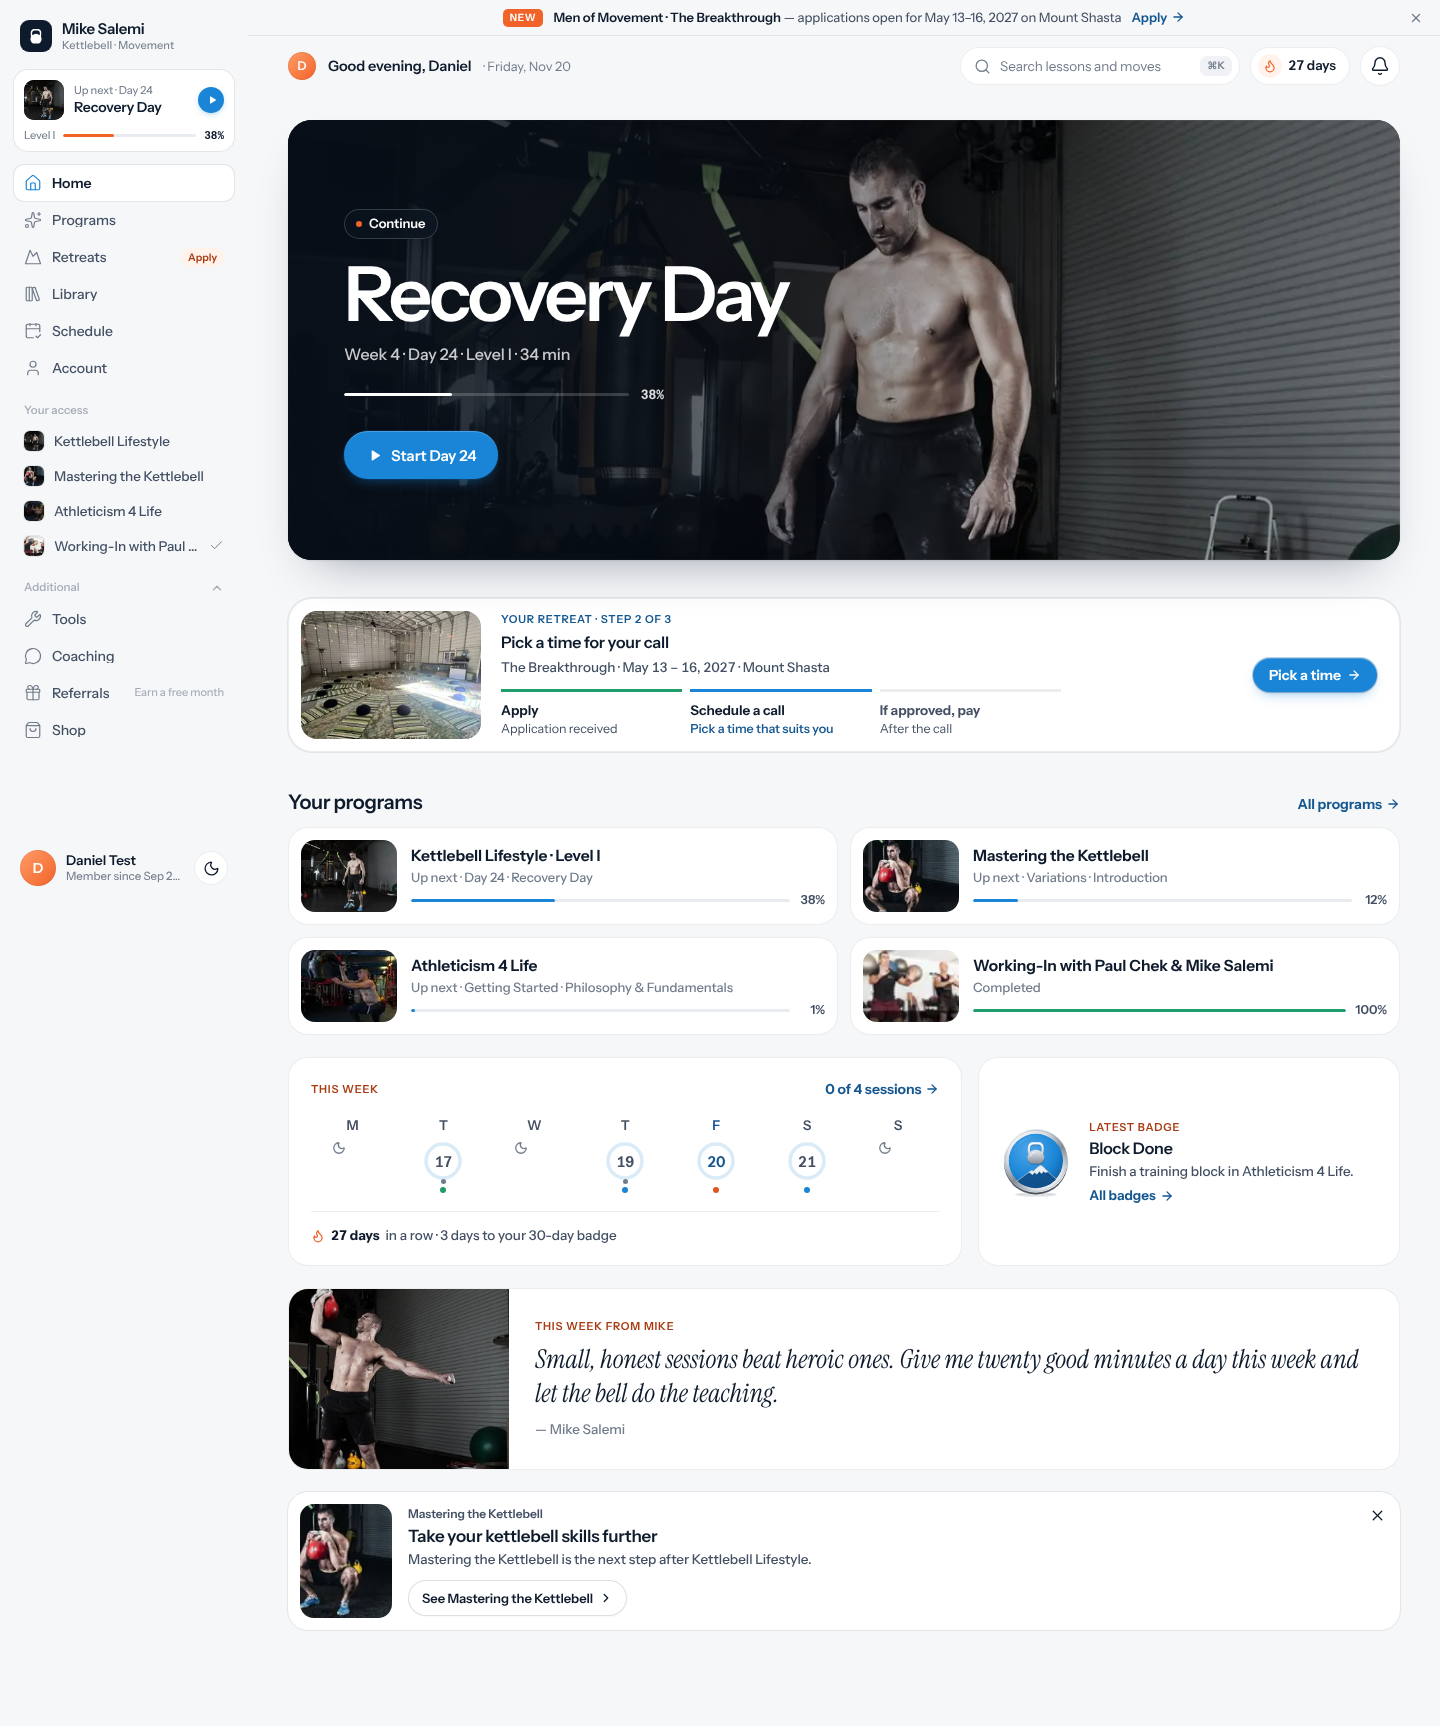 Mike Salemi
Kettlebell · Movement
Up next · Day 24
Recovery Day
Level I
38%
Home
Programs
Retreats
Apply
Library
Schedule
Account
Your access
Kettlebell Lifestyle
Mastering the Kettlebell
Athleticism 4 Life
Working-In with Paul ...
Additional
Tools
Coaching
Referrals
Earn a free month
Shop
D
Daniel Test
Member since Sep 2...
NEW Men of Movement · The Breakthrough — applications open for May 13–16, 2027 on Mount Shasta Apply →
D Good evening, Daniel · Friday, Nov 20
Search lessons and moves ⌘K
27 days
Continue
Recovery Day
Week 4 · Day 24 · Level I · 34 min
38%
Start Day 24
YOUR RETREAT · STEP 2 OF 3
Pick a time for your call
The Breakthrough · May 13 – 16, 2027 · Mount Shasta
Apply
Application received
Schedule a call
Pick a time that suits you
If approved, pay
After the call
Pick a time →
Your programs
All programs →
Kettlebell Lifestyle · Level I
Up next · Day 24 · Recovery Day
38%
Mastering the Kettlebell
Up next · Variations · Introduction
12%
Athleticism 4 Life
Up next · Getting Started · Philosophy & Fundamentals
1%
Working-In with Paul Chek & Mike Salemi
Completed
100%
THIS WEEK
0 of 4 sessions →
M T W T F S S
17 19 20 21
27 days in a row · 3 days to your 30-day badge
LATEST BADGE
Block Done
Finish a training block in Athleticism 4 Life.
All badges →
THIS WEEK FROM MIKE
Small, honest sessions beat heroic ones. Give me twenty good minutes a day this week and
let the bell do the teaching.
— Mike Salemi
Mastering the Kettlebell
Take your kettlebell skills further
Mastering the Kettlebell is the next step after Kettlebell Lifestyle.
See Mastering the Kettlebell